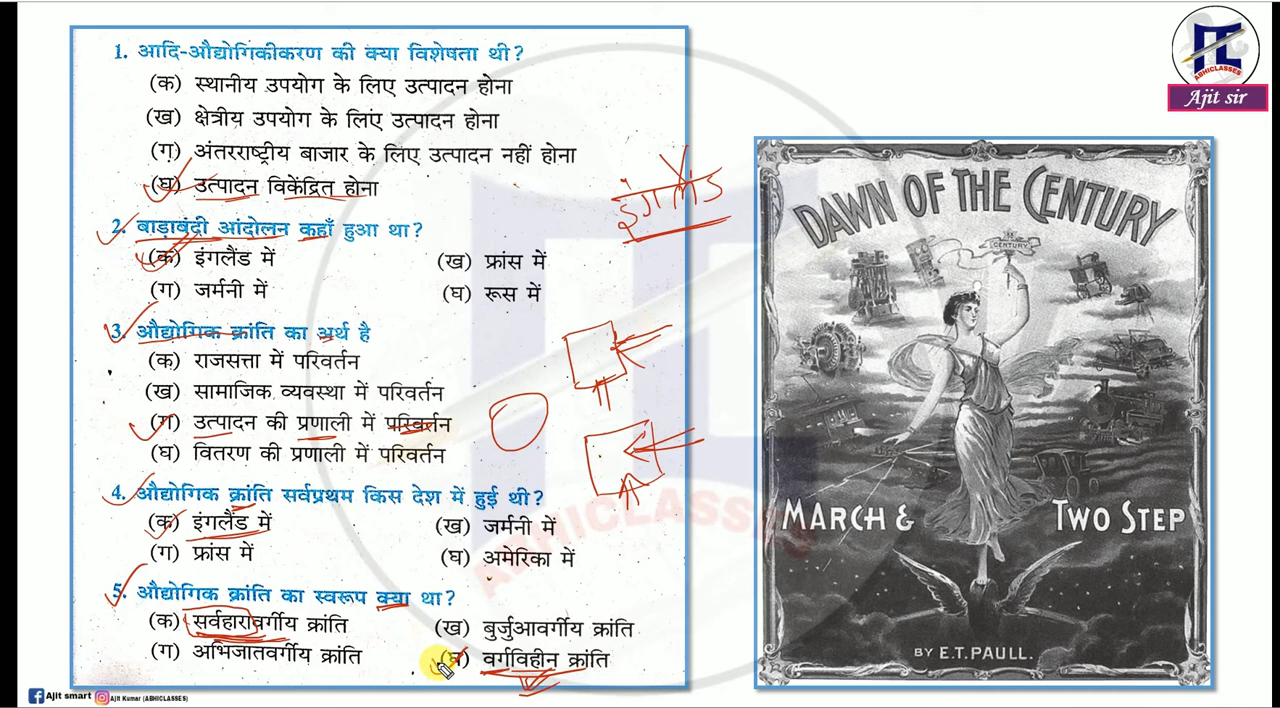 1. आदि-औद्योगिकीकरण की क्या विशेषता थी?
(क) स्थानीय उपयोग के लिए उत्पादन होना
(ख) क्षेत्रीय उपयोग के लिए उत्पादन होना
(ग) अंतरराष्ट्रीय बाजार के लिए उत्पादन नहीं होना
(घ) उत्पादन विकेंद्रित होना
2. बाड़ाबंदी आंदोलन कहाँ हुआ था?
(क) इंगलैंड में (ख) फ्रांस में
(ग) जर्मनी में (घ) रूस में
3. औद्योगिक क्रांति का अर्थ है
(क) राजसत्ता में परिवर्तन
(ख) सामाजिक व्यवस्था में परिवर्तन
(ग) उत्पादन की प्रणाली में परिवर्तन
(घ) वितरण की प्रणाली में परिवर्तन
4. औद्योगिक क्रांति सर्वप्रथम किस देश में हुई थी?
(क) इंगलैंड में (ख) जर्मनी में
(ग) फ्रांस में (घ) अमेरिका में
5. औद्योगिक क्रांति का स्वरूप क्या था?
(क) सर्वहारावर्गीय क्रांति (ख) बुर्जुआवर्गीय क्रांति
(ग) अभिजातवर्गीय क्रांति (घ) वर्गविहीन क्रांति
ABHICLASSES
Ajit smart Ajit Kumar (ABHICLASSES)
ABHICLASSES
Ajit sir
DAWN OF THE CENTURY
CENTURY
MARCH & TWO STEP
BY E.T. PAULL.